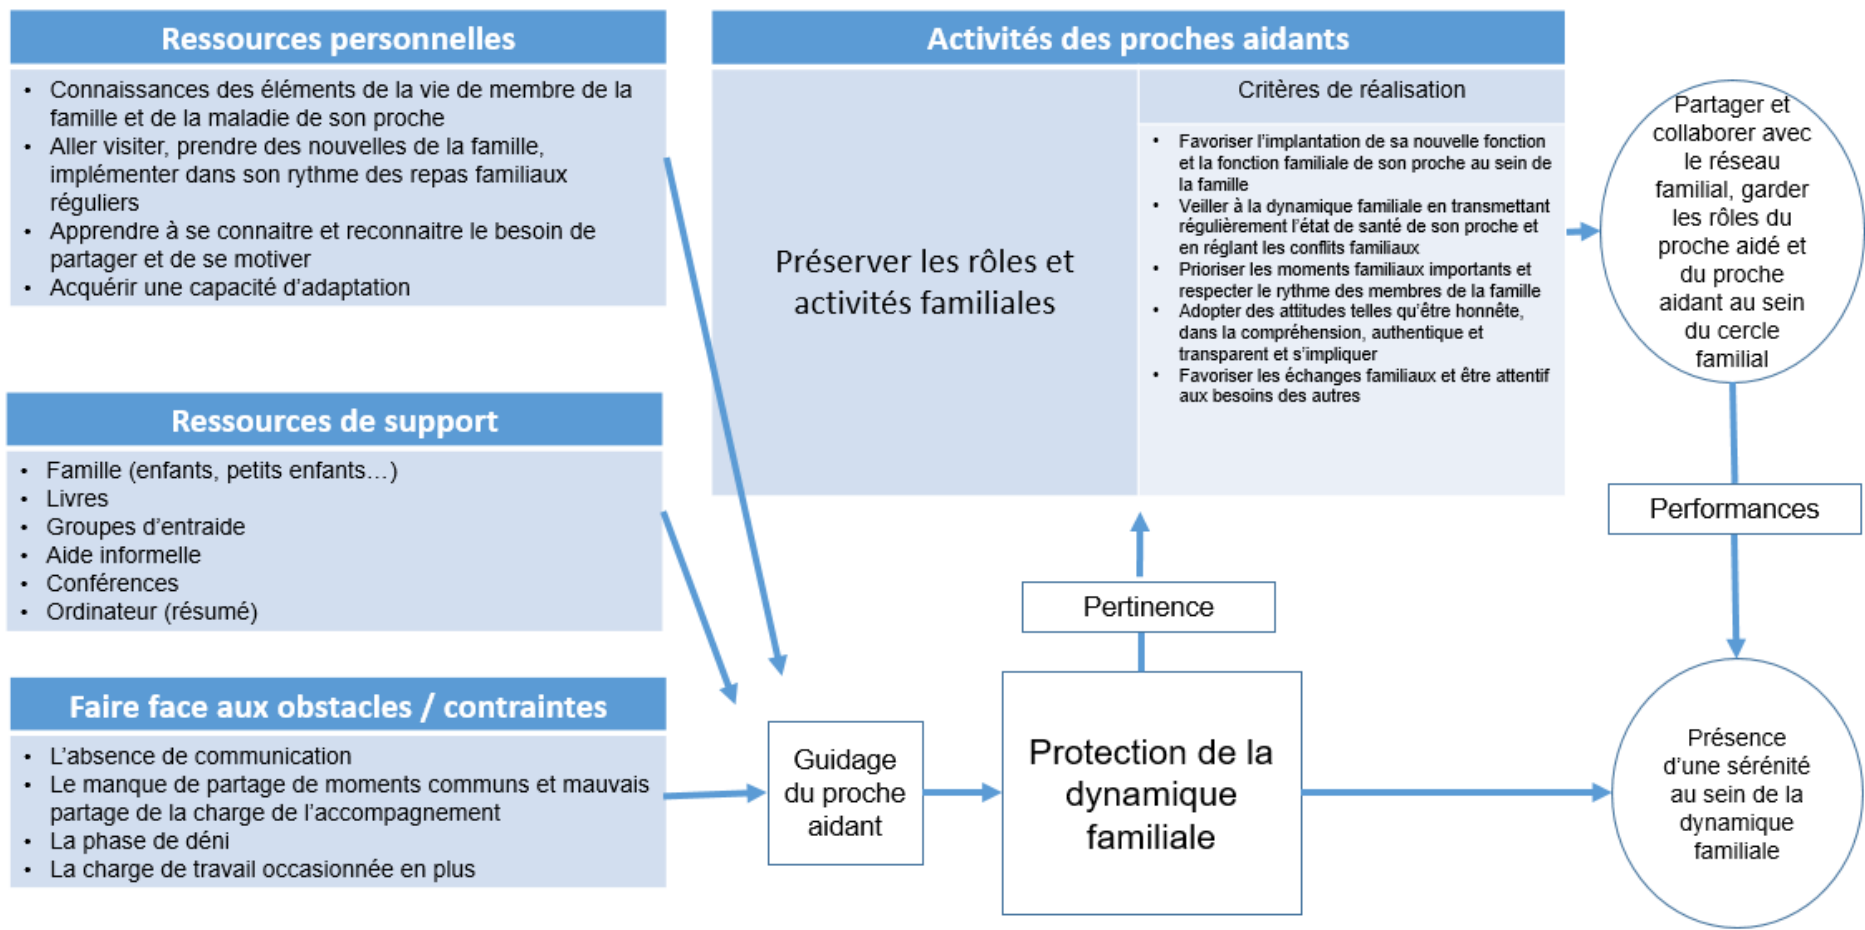 Ressources personnelles
• Connaissances des éléments de la vie de membre de la
famille et de la maladie de son proche
• Aller visiter, prendre des nouvelles de la famille,
implémenter dans son rythme des repas familiaux
réguliers
• Apprendre à se connaitre et reconnaitre le besoin de
partager et de se motiver
• Acquérir une capacité d'adaptation
Ressources de support
• Famille (enfants, petits enfants…)
• Livres
• Groupes d'entraide
• Aide informelle
• Conférences
• Ordinateur (résumé)
Faire face aux obstacles / contraintes
• L'absence de communication
• Le manque de partage de moments communs et mauvais
partage de la charge de l'accompagnement
• La phase de déni
• La charge de travail occasionnée en plus
Activités des proches aidants
Préserver les rôles et
activités familiales
Critères de réalisation
• Favoriser l'implantation de sa nouvelle fonction
et la fonction familiale de son proche au sein de
la famille
• Veiller à la dynamique familiale en transmettant
régulièrement l'état de santé de son proche et
en réglant les conflits familiaux
• Prioriser les moments familiaux importants et
respecter le rythme des membres de la famille
• Adopter des attitudes telles qu'être honnête,
dans la compréhension, authentique et
transparent et s'impliquer
• Favoriser les échanges familiaux et être attentif
aux besoins des autres
Partager et
collaborer avec
le réseau
familial, garder
les rôles du
proche aidé et
du proche
aidant au sein
du cercle
familial
Performances
Pertinence
Guidage
du proche
aidant
Protection de la
dynamique
familiale
Présence
d'une sérénité
au sein de la
dynamique
familiale